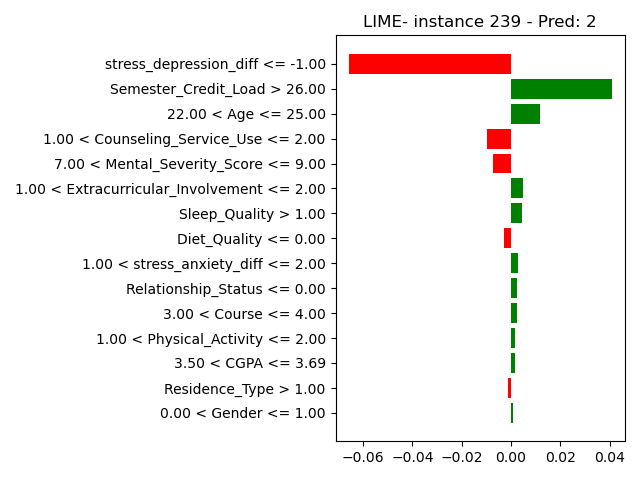 LIME- instance 239 - Pred: 2
stress_depression_diff <= -1.00
Semester_Credit_Load > 26.00
22.00 < Age <= 25.00
1.00 < Counseling_Service_Use <= 2.00
7.00 < Mental_Severity_Score <= 9.00
1.00 < Extracurricular_Involvement <= 2.00
Sleep_Quality > 1.00
Diet_Quality <= 0.00
1.00 < stress_anxiety_diff <= 2.00
Relationship_Status <= 0.00
3.00 < Course <= 4.00
1.00 < Physical_Activity <= 2.00
3.50 < CGPA <= 3.69
Residence_Type > 1.00
0.00 < Gender <= 1.00
−0.06 −0.04 −0.02 0.00 0.02 0.04